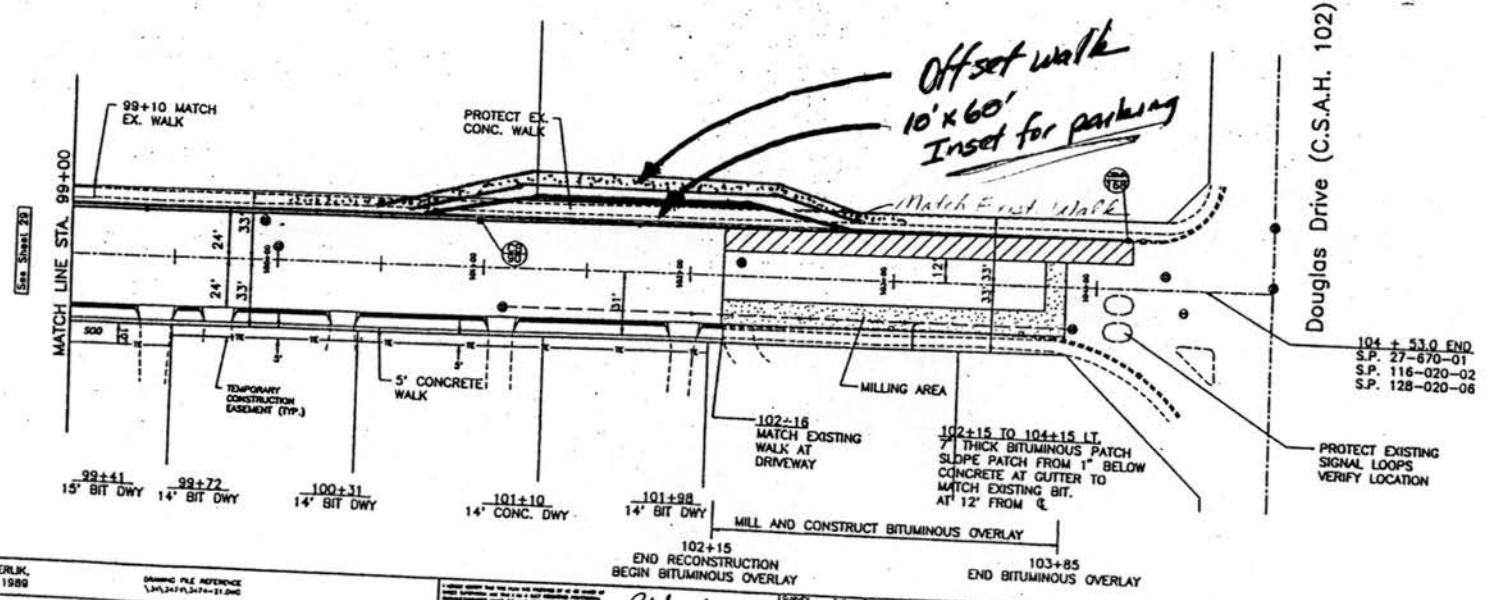 Offset walk
10' x 60'
Inset for parking
Match Exist. Walk
Douglas Drive (C.S.A.H. 102)
99+10 MATCH
EX. WALK
PROTECT EX.
CONC. WALK
See Sheet 29
MATCH LINE STA. 99+00
24'
33'
24'
33'
31'
12'
33' 33'
SOD
10'
5'
5'
TEMPORARY
CONSTRUCTION
EASEMENT (TYP.)
5' CONCRETE
WALK
MILLING AREA
102+16
MATCH EXISTING
WALK AT
DRIVEWAY
102+15 TO 104+15 LT.
7" THICK BITUMINOUS PATCH
SLOPE PATCH FROM 1" BELOW
CONCRETE AT GUTTER TO
MATCH EXISTING BIT.
AT 12' FROM ℄
104 + 53.0 END
S.P. 27-670-01
S.P. 116-020-02
S.P. 128-020-06
PROTECT EXISTING
SIGNAL LOOPS
VERIFY LOCATION
99+41
15' BIT DWY
99+72
14' BIT DWY
100+31
14' BIT DWY
101+10
14' CONC. DWY
101+98
14' BIT DWY
MILL AND CONSTRUCT BITUMINOUS OVERLAY
102+15
END RECONSTRUCTION
BEGIN BITUMINOUS OVERLAY
103+85
END BITUMINOUS OVERLAY
ERLIK,
1989
DRAWING FILE REFERENCE